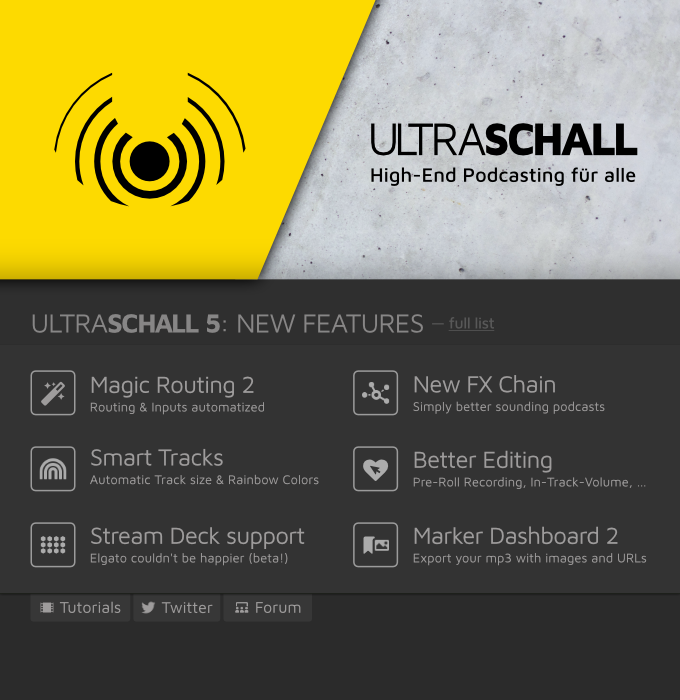 ULTRASCHALL
High-End Podcasting für alle
ULTRASCHALL 5: NEW FEATURES — full list
Magic Routing 2
Routing & Inputs automatized
New FX Chain
Simply better sounding podcasts
Smart Tracks
Automatic Track size & Rainbow Colors
Better Editing
Pre-Roll Recording, In-Track-Volume, ...
Stream Deck support
Elgato couldn't be happier (beta!)
Marker Dashboard 2
Export your mp3 with images and URLs
Tutorials Twitter Forum